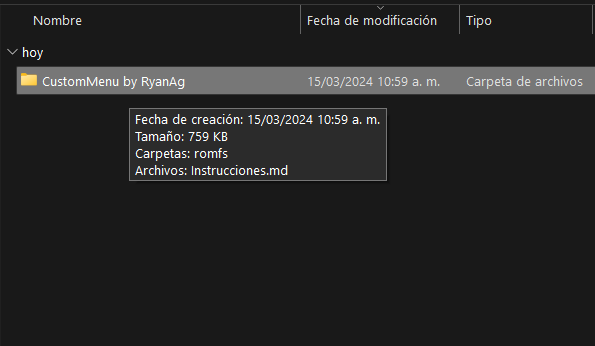 Nombre Fecha de modificación Tipo
hoy
CustomMenu by RyanAg 15/03/2024 10:59 a. m. Carpeta de archivos
Fecha de creación: 15/03/2024 10:59 a. m.
Tamaño: 759 KB
Carpetas: romfs
Archivos: Instrucciones.md